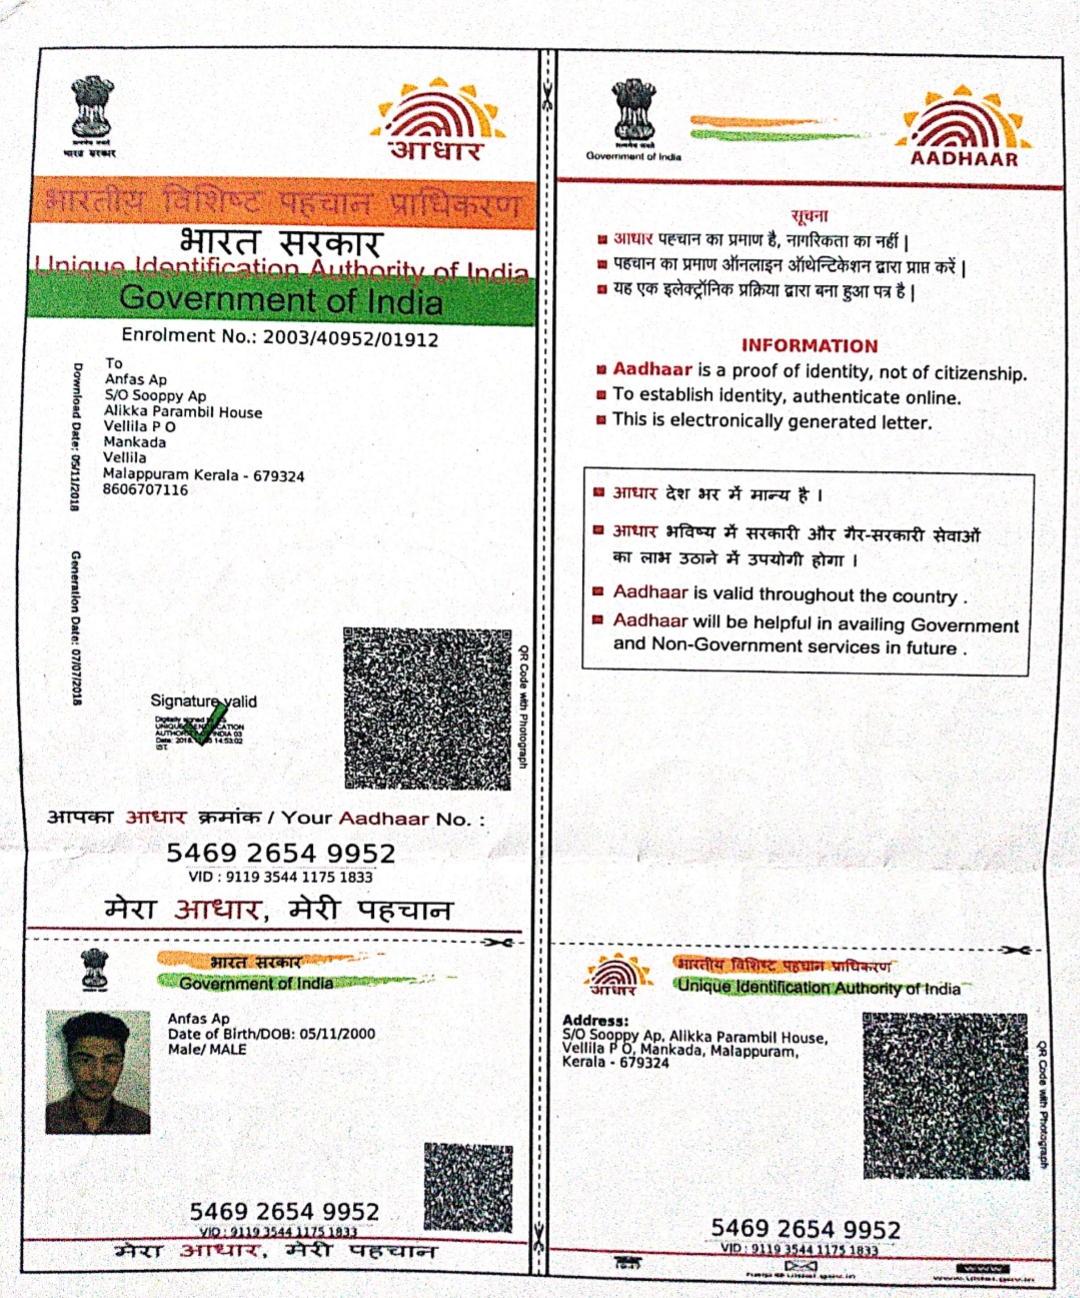 सत्यमेव जयते
भारत सरकार
आधार
भारतीय विशिष्ट पहचान प्राधिकरण
भारत सरकार
Unique Identification Authority of India
Government of India
Enrolment No.: 2003/40952/01912
Download Date: 05/11/2018
Generation Date: 07/07/2018
To
Anfas Ap
S/O Sooppy Ap
Alikka Parambil House
Vellila P O
Mankada
Vellila
Malappuram Kerala - 679324
8606707116
Signature valid
Digitally signed by
UNIQUE
AUTHORITY INDIA 03
Date: 14:53:02
IST
QR Code with Photograph
आपका आधार क्रमांक / Your Aadhaar No. :
5469 2654 9952
VID : 9119 3544 1175 1833
मेरा आधार, मेरी पहचान
भारत सरकार
Government of India
Anfas Ap
Date of Birth/DOB: 05/11/2000
Male/ MALE
5469 2654 9952
VID : 9119 3544 1175 1833
मेरा आधार, मेरी पहचान
सत्यमेव जयते
Government of India
AADHAAR
सूचना
आधार पहचान का प्रमाण है, नागरिकता का नहीं |
पहचान का प्रमाण ऑनलाइन ऑथेन्टिकेशन द्वारा प्राप्त करें |
यह एक इलेक्ट्रॉनिक प्रक्रिया द्वारा बना हुआ पत्र है |
INFORMATION
Aadhaar is a proof of identity, not of citizenship.
To establish identity, authenticate online.
This is electronically generated letter.
आधार देश भर में मान्य है ।
आधार भविष्य में सरकारी और गैर-सरकारी सेवाओं
का लाभ उठाने में उपयोगी होगा ।
Aadhaar is valid throughout the country .
Aadhaar will be helpful in availing Government
and Non-Government services in future .
आधार
भारतीय विशिष्ट पहचान प्राधिकरण
Unique Identification Authority of India
Address:
S/O Sooppy Ap, Alikka Parambil House,
Vellila P O, Mankada, Malappuram,
Kerala - 679324
QR Code with Photograph
5469 2654 9952
VID : 9119 3544 1175 1833
help@uidai.gov.in
www
www.uidai.gov.in